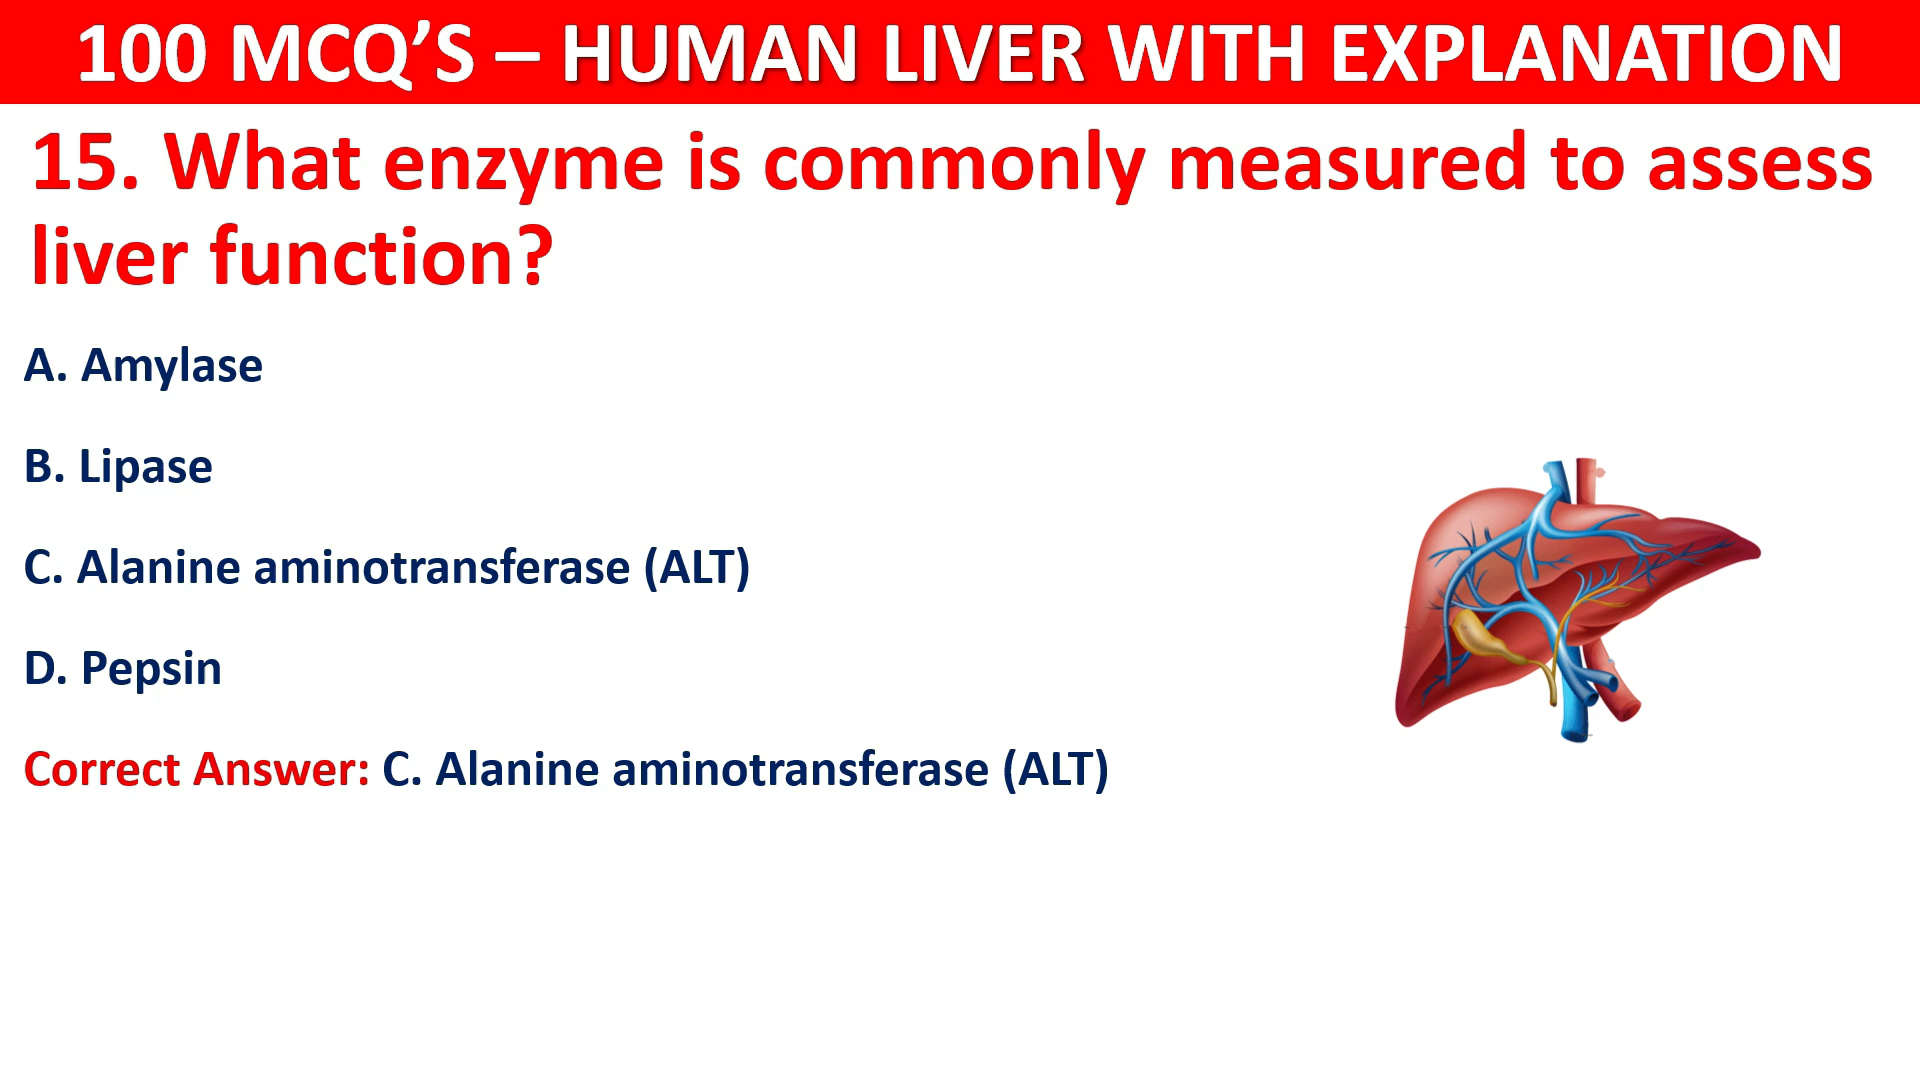 100 MCQ’S – HUMAN LIVER WITH EXPLANATION
15. What enzyme is commonly measured to assess
liver function?
A. Amylase
B. Lipase
C. Alanine aminotransferase (ALT)
D. Pepsin
Correct Answer: C. Alanine aminotransferase (ALT)